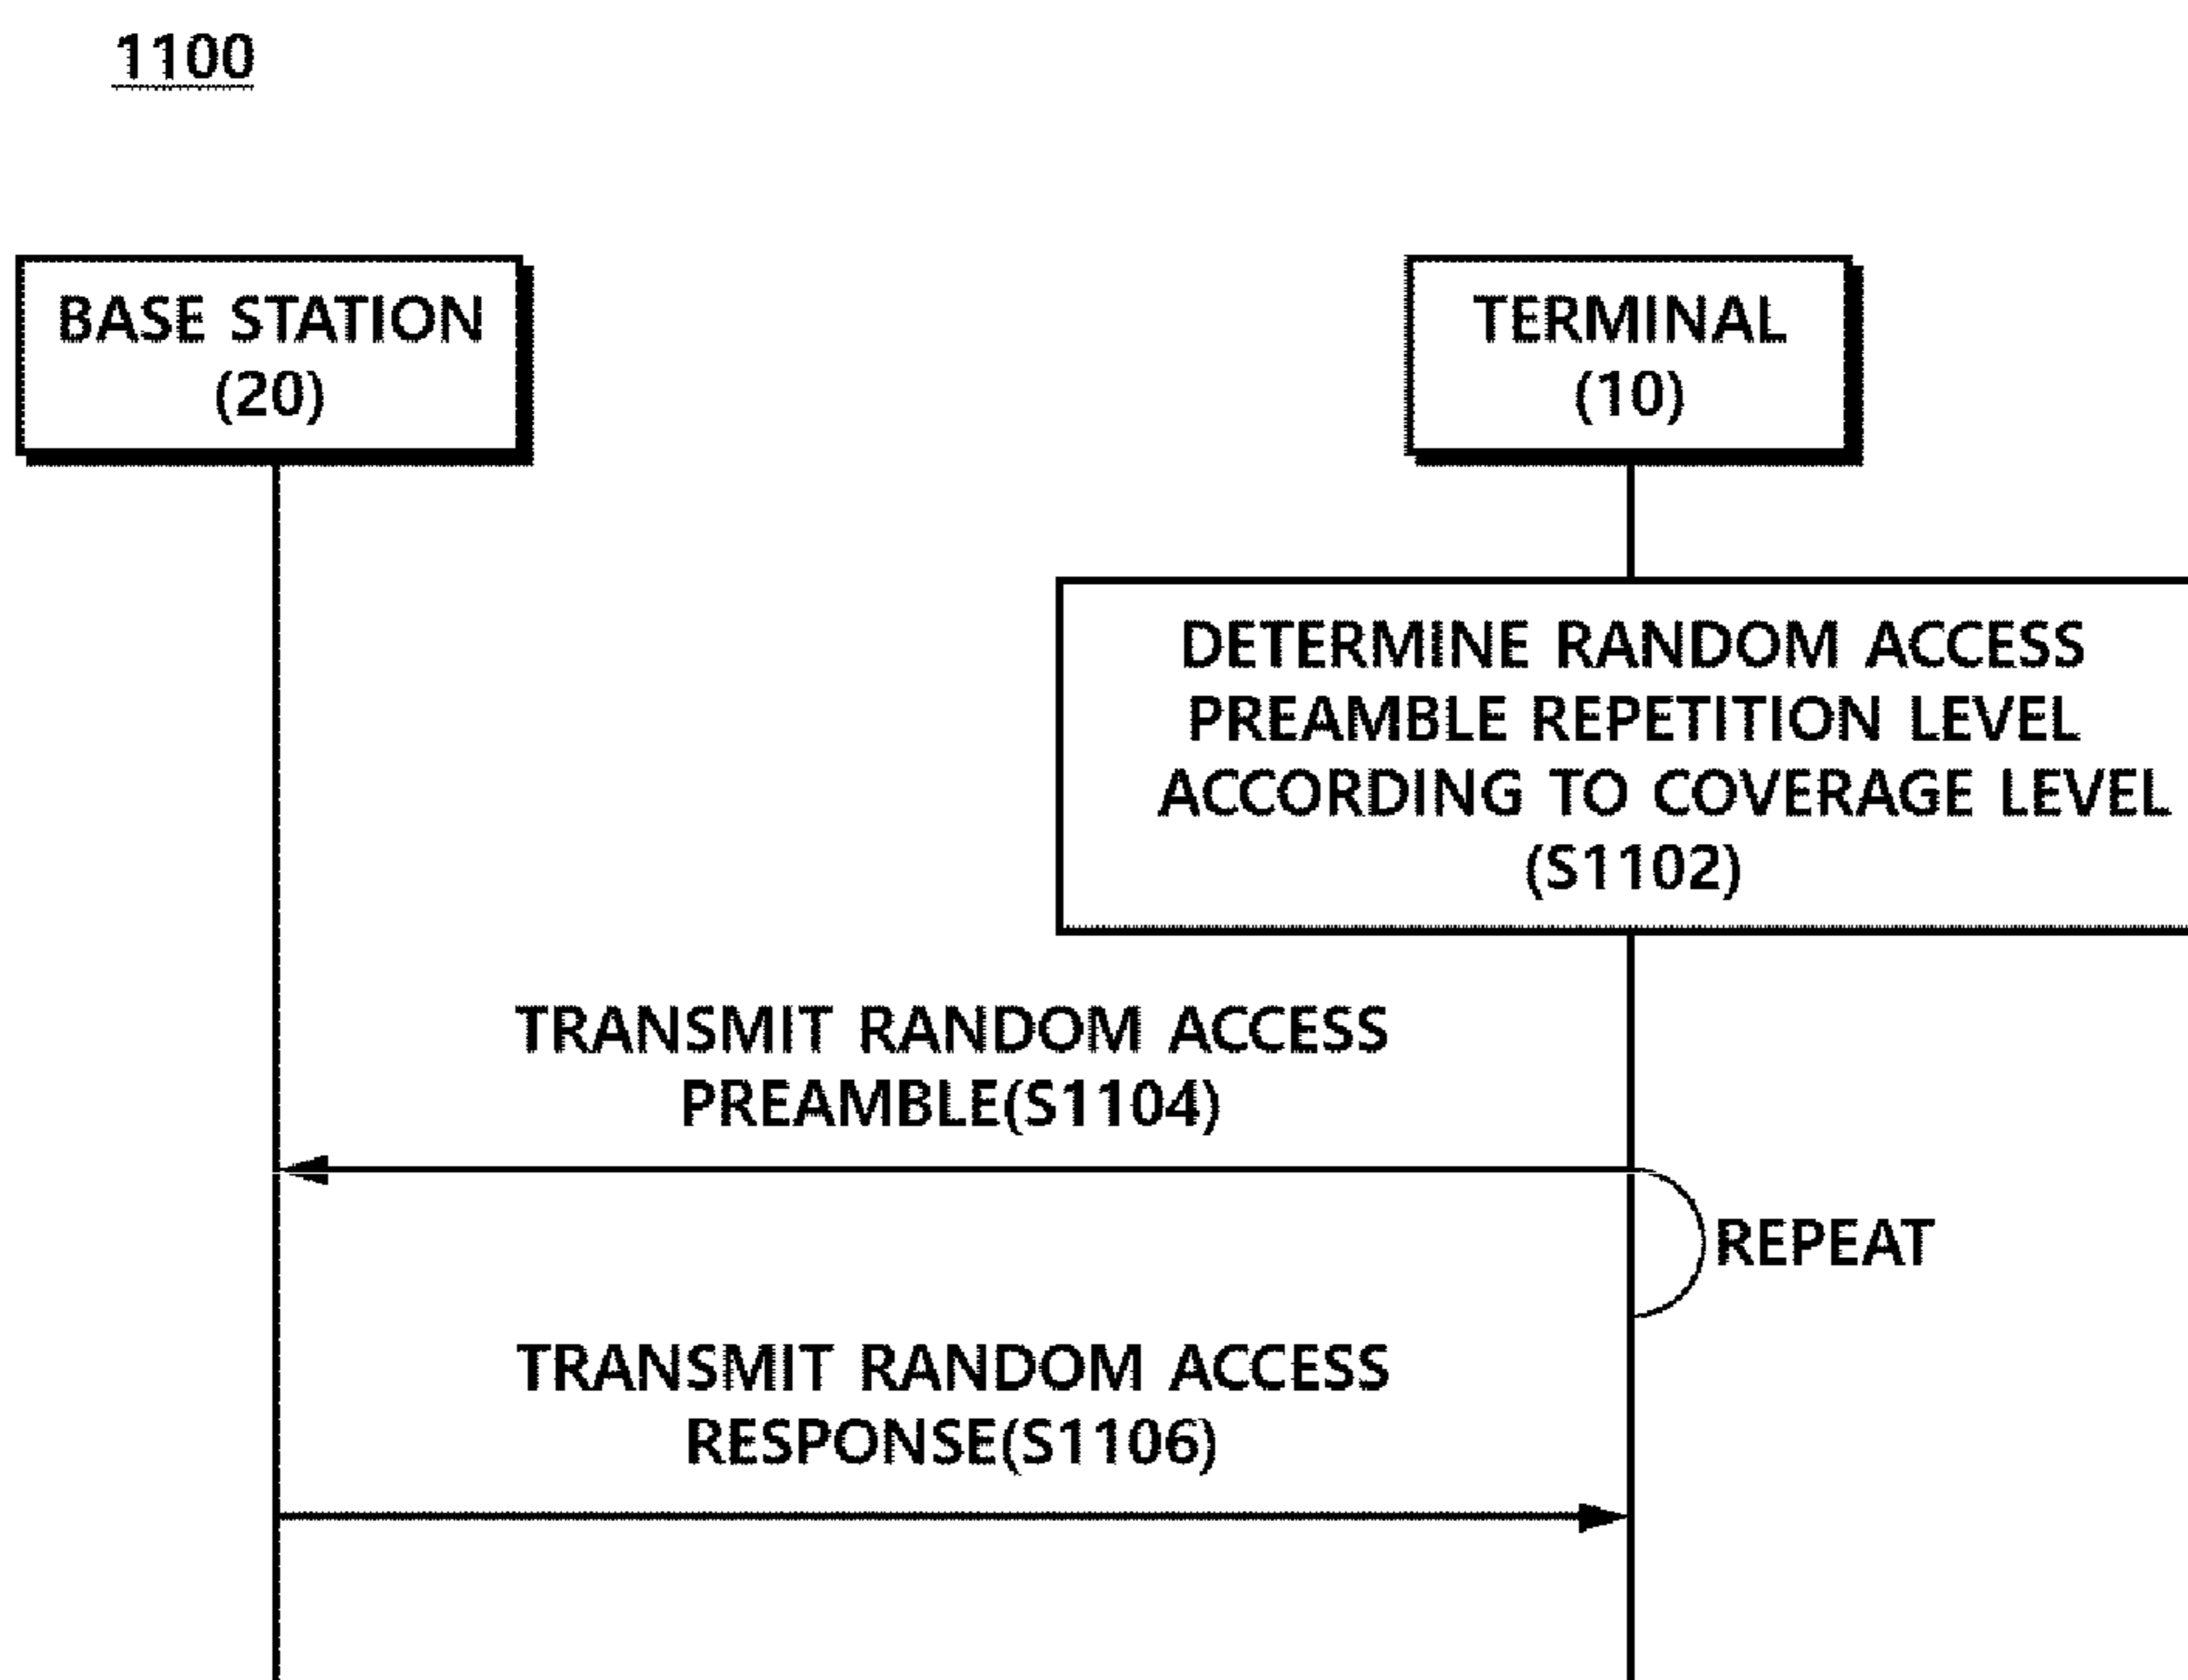 1100
BASE STATION
(20)
TERMINAL
(10)
DETERMINE RANDOM ACCESS
PREAMBLE REPETITION LEVEL
ACCORDING TO COVERAGE LEVEL
(S1102)
TRANSMIT RANDOM ACCESS
PREAMBLE(S1104)
REPEAT
TRANSMIT RANDOM ACCESS
RESPONSE(S1106)